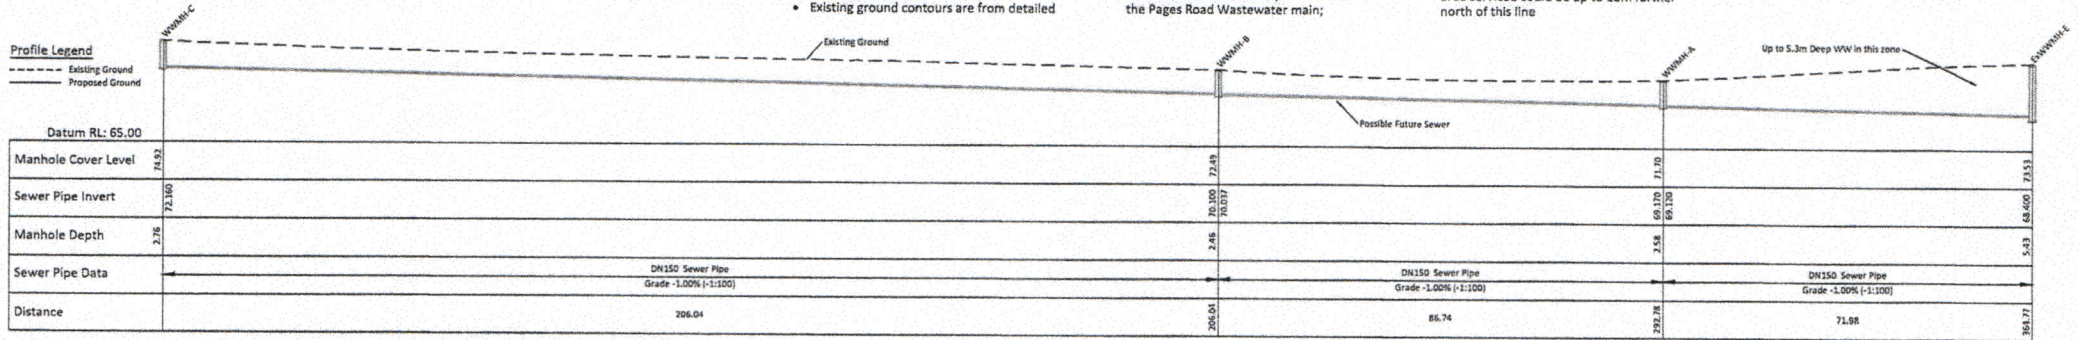 • Existing ground contours are from detailed
the Pages Road Wastewater main;
north of this line
WWMH-C
Existing Ground
WWMH-B
WWMH-A
Up to 5.3m Deep WW in this zone
ExWWMH-E
Profile Legend
Existing Ground
Proposed Ground
Possible Future Sewer
Datum RL: 65.00
Manhole Cover Level 74.92 72.49 71.70 73.53
Sewer Pipe Invert 72.160 70.100 70.037 69.170 69.120 68.400
Manhole Depth 2.76 2.46 2.58 5.43
Sewer Pipe Data DN150 Sewer Pipe DN150 Sewer Pipe DN150 Sewer Pipe
Grade -1.00% (-1:100) Grade -1.00% (-1:100) Grade -1.00% (-1:100)
Distance 206.04 206.04 86.74 292.78 71.98 364.77